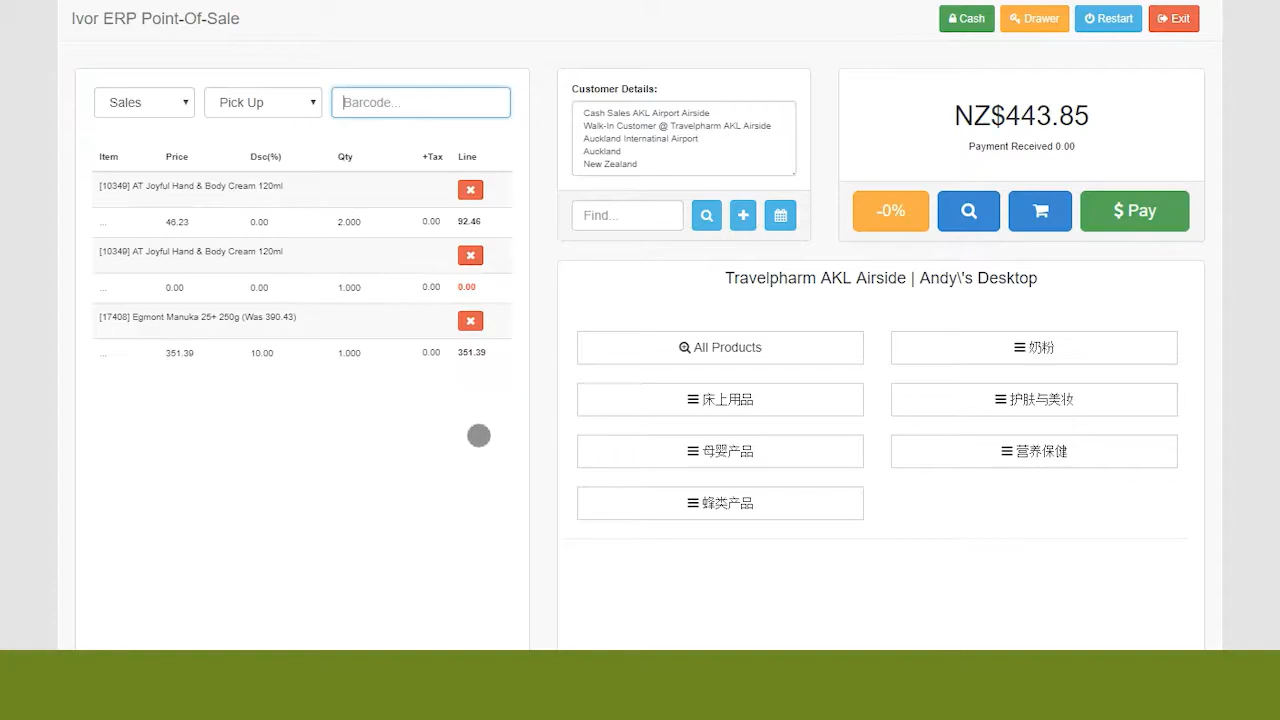 Ivor ERP Point-Of-Sale
Cash Drawer Restart Exit
Sales Pick Up Barcode...
Item Price Dsc(%) Qty +Tax Line
[10349] AT Joyful Hand & Body Cream 120ml
... 46.23 0.00 2.000 0.00 92.46
[10349] AT Joyful Hand & Body Cream 120ml
... 0.00 0.00 1.000 0.00 0.00
[17408] Egmont Manuka 25+ 250g (Was 390.43)
... 351.39 10.00 1.000 0.00 351.39
Customer Details:
Cash Sales AKL Airport Airside
Walk-In Customer @ Travelpharm AKL Airside
Auckland Internatinal Airport
Auckland
New Zealand
Find...
NZ$443.85
Payment Received 0.00
-0% $ Pay
Travelpharm AKL Airside | Andy\'s Desktop
All Products 奶粉
床上用品 护肤与美妆
母婴产品 营养保健
蜂类产品